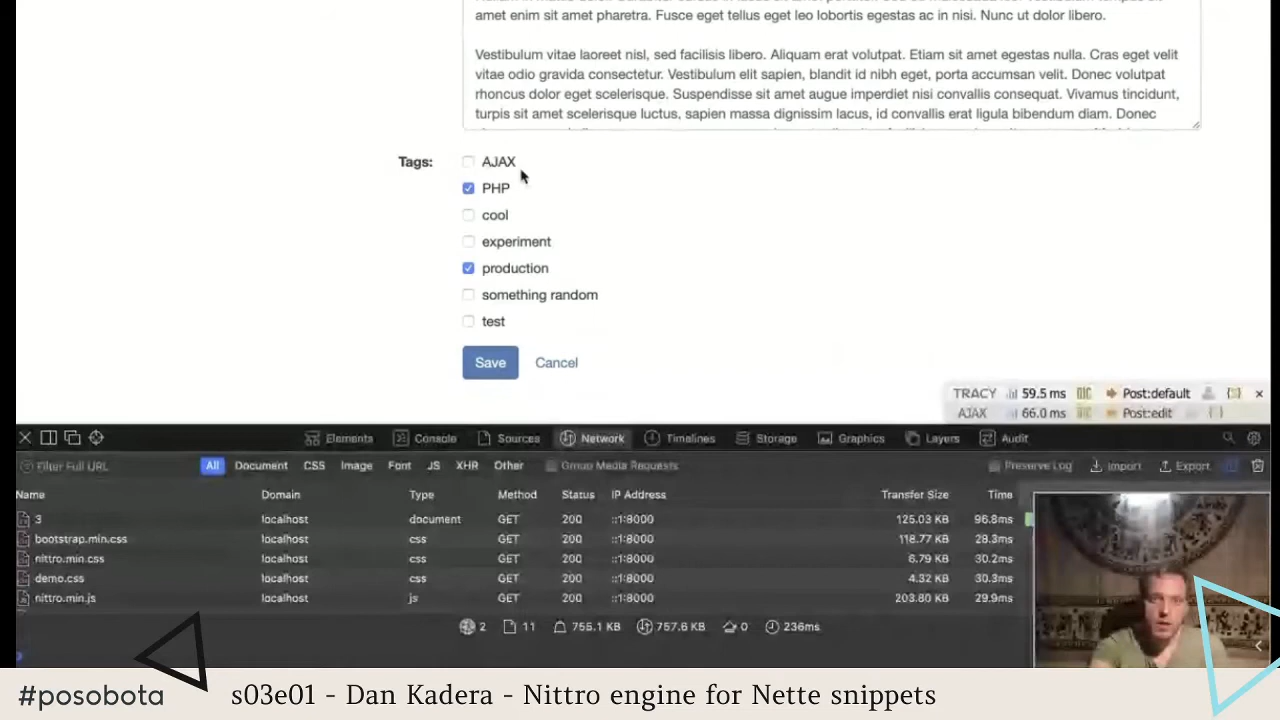 amet enim sit amet pharetra. Fusce eget tellus eget leo lobortis egestas ac in nisi. Nunc ut dolor libero.
Vestibulum vitae laoreet nisl, sed facilisis libero. Aliquam erat volutpat. Etiam sit amet egestas nulla. Cras eget velit
vitae odio gravida consectetur. Vestibulum elit sapien, blandit id nibh eget, porta accumsan velit. Donec volutpat
rhoncus dolor eget scelerisque. Suspendisse sit amet augue imperdiet nisi convallis consequat. Vivamus tincidunt,
turpis sit amet scelerisque luctus, sapien massa dignissim lacus, id convallis erat ligula bibendum diam. Donec
Tags: AJAX
PHP
cool
experiment
production
something random
test
Save Cancel
TRACY 59.5 ms Post:default ×
AJAX 66.0 ms Post:edit
Elements Console Sources Network Timelines Storage Graphics Layers Audit
Filter Full URL All Document CSS Image Font JS XHR Other Group Media Requests Preserve Log Import Export
Name Domain Type Method Status IP Address Transfer Size Time
3 localhost document GET 200 ::1:8000 125.03 KB 96.8ms
bootstrap.min.css localhost css GET 200 ::1:8000 118.77 KB 28.3ms
nittro.min.css localhost css GET 200 ::1:8000 6.79 KB 30.2ms
demo.css localhost css GET 200 ::1:8000 4.32 KB 30.3ms
nittro.min.js localhost js GET 200 ::1:8000 203.80 KB 29.9ms
2 11 755.1 KB 757.6 KB 0 236ms
#posobota s03e01 - Dan Kadera - Nittro engine for Nette snippets